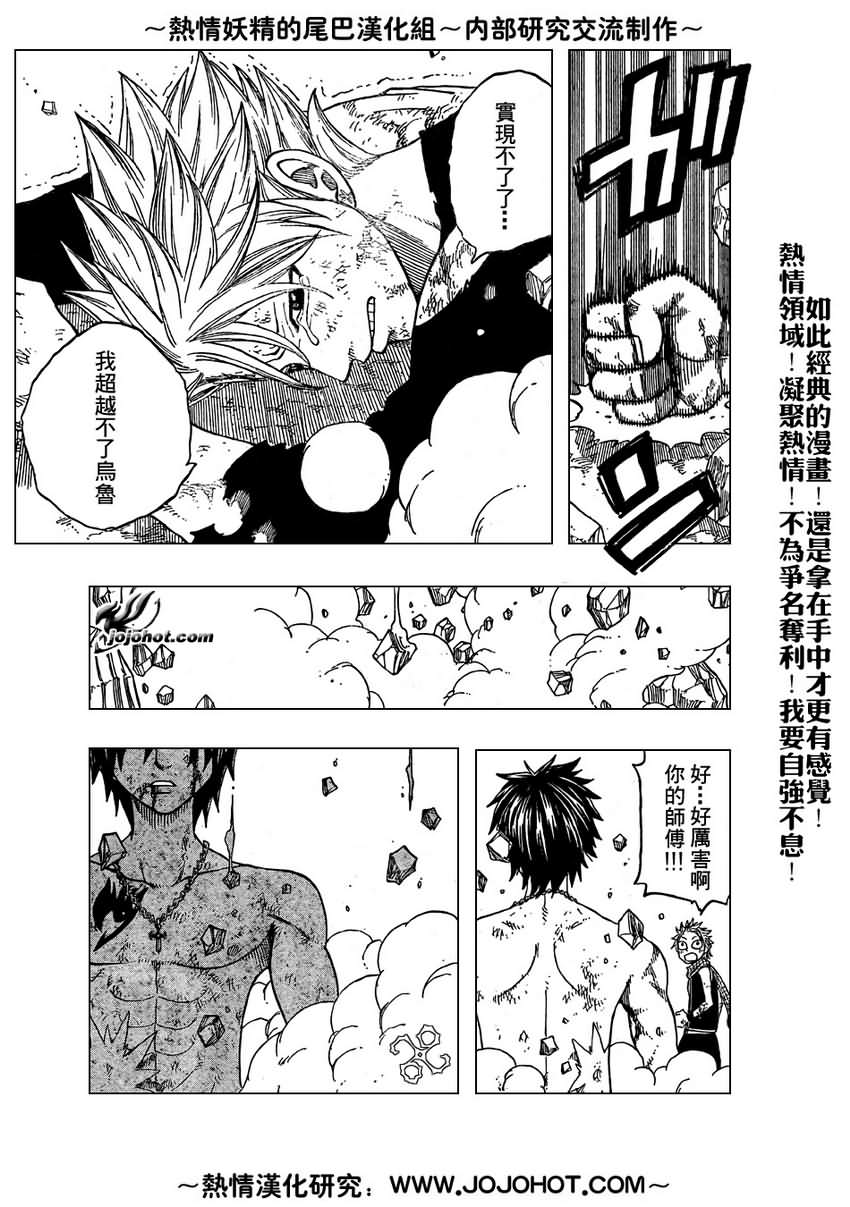 ～熱情妖精的尾巴漢化組～内部研究交流制作～
ガン
實現不了了…
我超越不了烏魯
如此經典的漫畫！還是拿在手中才更有感覺！
熱情領域！凝聚熱情！不為爭名奪利！我要自強不息！
jojohot.com
好…好厲害啊
你的師傅!!!
～熱情漢化研究：WWW.JOJOHOT.COM～